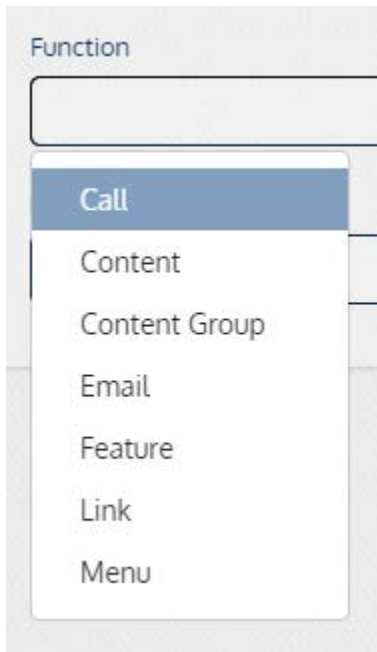 Function
Call
Content
Content Group
Email
Feature
Link
Menu